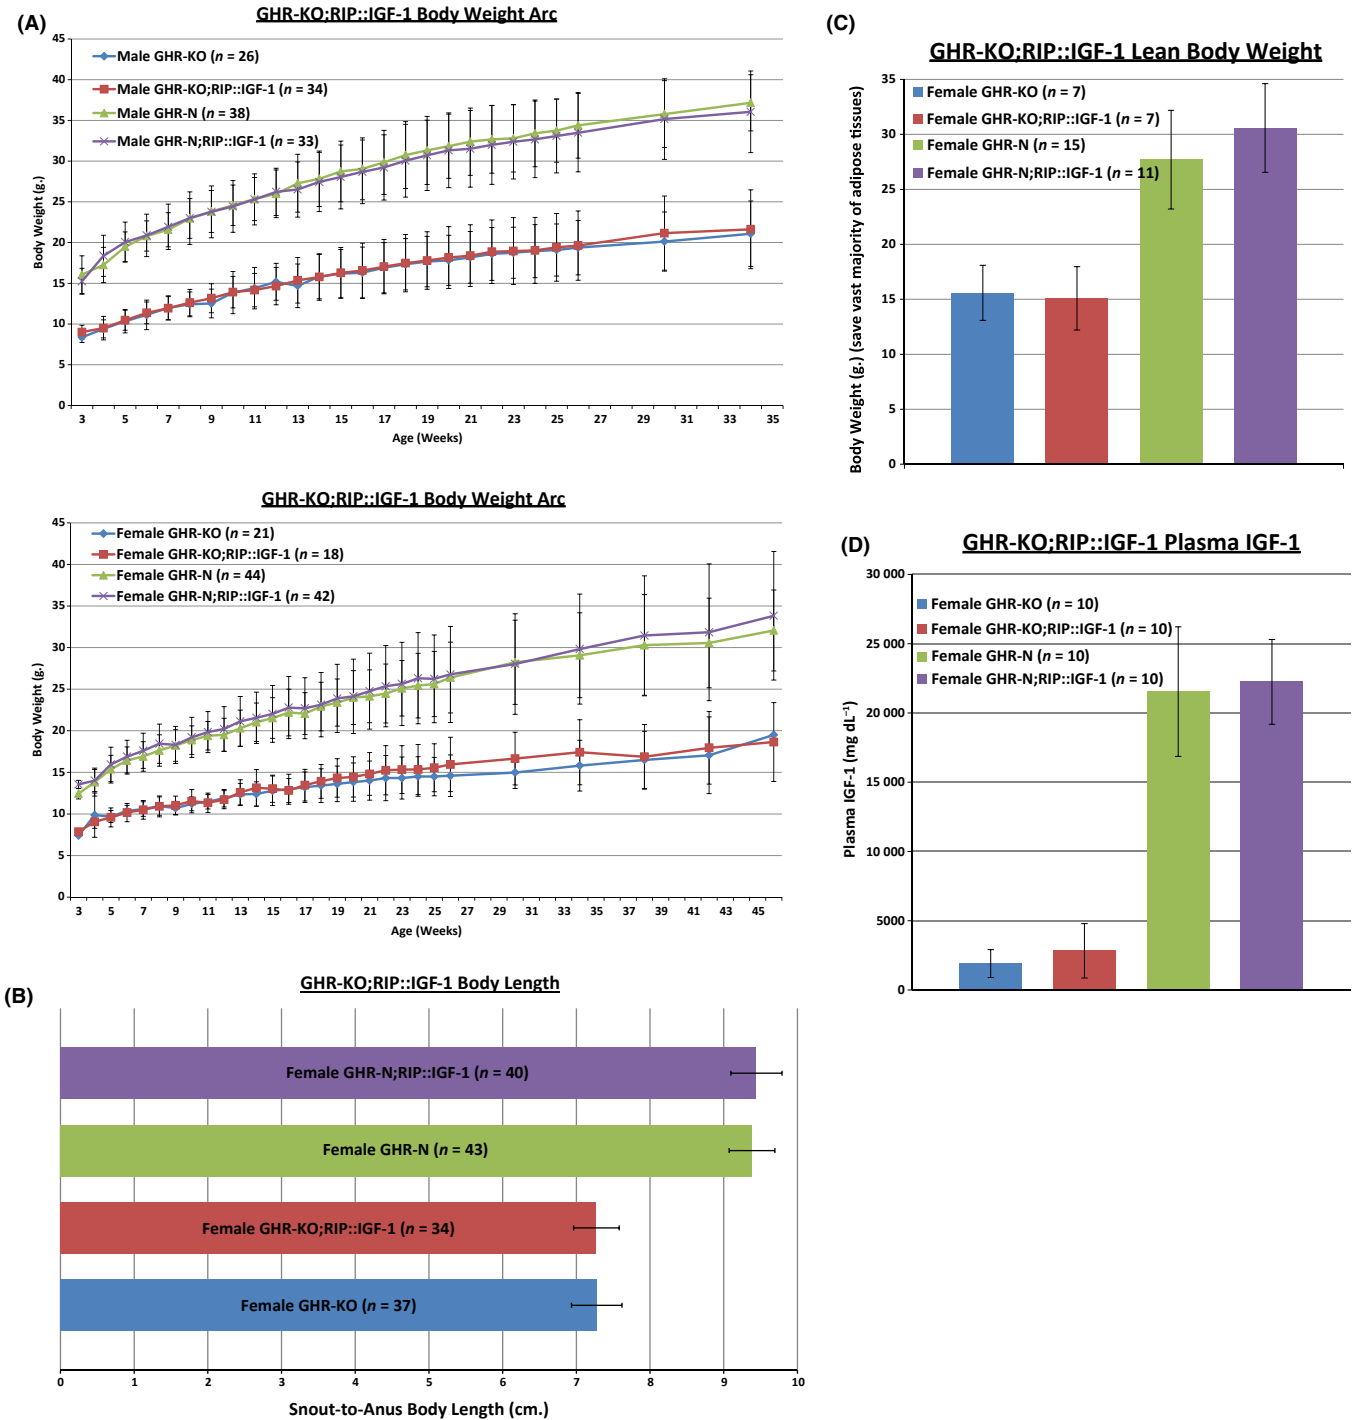 (A)
GHR-KO;RIP::IGF-1 Body Weight Arc
Male GHR-KO (n = 26)
Male GHR-KO;RIP::IGF-1 (n = 34)
Male GHR-N (n = 38)
Male GHR-N;RIP::IGF-1 (n = 33)
Body Weight (g.)
45
40
35
30
25
20
15
10
5
0
3 5 7 9 11 13 15 17 19 21 23 25 27 29 31 33 35
Age (Weeks)
GHR-KO;RIP::IGF-1 Body Weight Arc
Female GHR-KO (n = 21)
Female GHR-KO;RIP::IGF-1 (n = 18)
Female GHR-N (n = 44)
Female GHR-N;RIP::IGF-1 (n = 42)
Body Weight (g.)
45
40
35
30
25
20
15
10
5
0
3 5 7 9 11 13 15 17 19 21 23 25 27 29 31 33 35 37 39 41 43 45
Age (Weeks)
(B)
GHR-KO;RIP::IGF-1 Body Length
Female GHR-N;RIP::IGF-1 (n = 40)
Female GHR-N (n = 43)
Female GHR-KO;RIP::IGF-1 (n = 34)
Female GHR-KO (n = 37)
0 1 2 3 4 5 6 7 8 9 10
Snout-to-Anus Body Length (cm.)
(C)
GHR-KO;RIP::IGF-1 Lean Body Weight
Female GHR-KO (n = 7)
Female GHR-KO;RIP::IGF-1 (n = 7)
Female GHR-N (n = 15)
Female GHR-N;RIP::IGF-1 (n = 11)
Body Weight (g.) (save vast majority of adipose tissues)
35
30
25
20
15
10
5
0
(D)
GHR-KO;RIP::IGF-1 Plasma IGF-1
Female GHR-KO (n = 10)
Female GHR-KO;RIP::IGF-1 (n = 10)
Female GHR-N (n = 10)
Female GHR-N;RIP::IGF-1 (n = 10)
Plasma IGF-1 (mg dL⁻¹)
30 000
25 000
20 000
15 000
10 000
5000
0